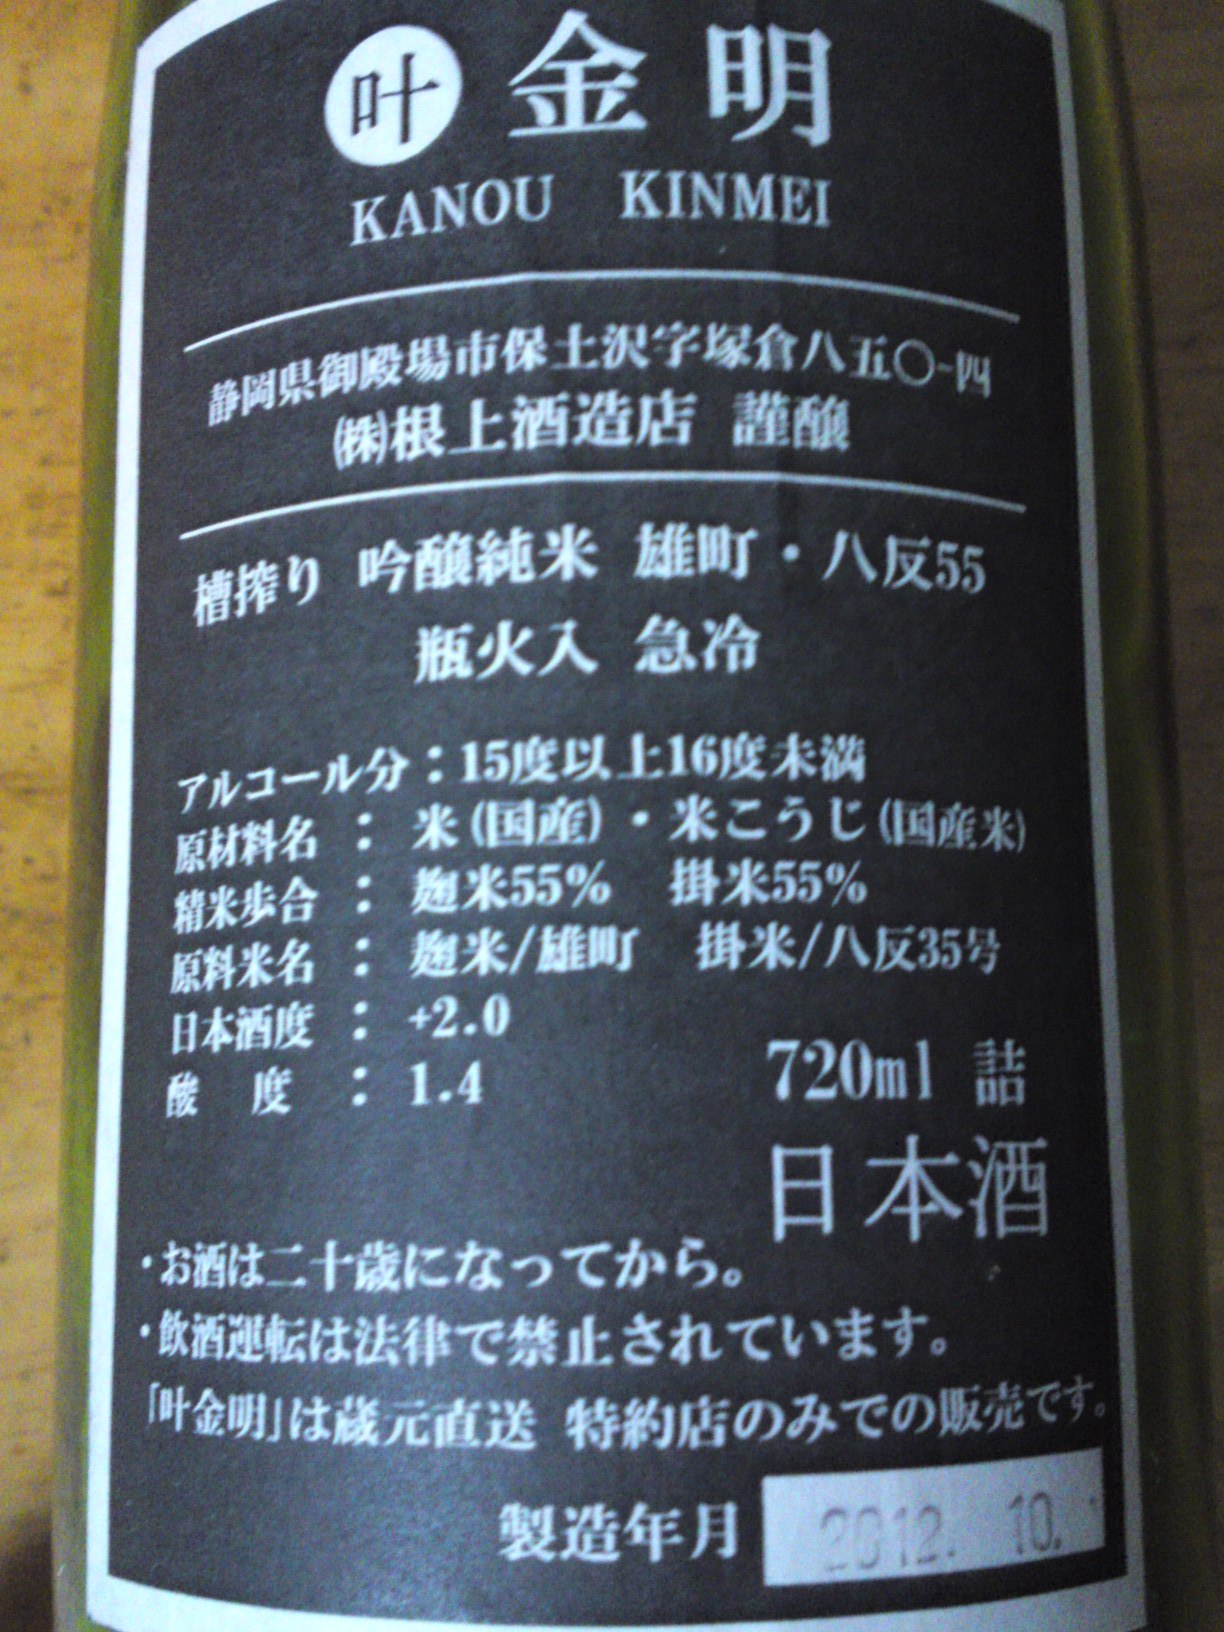 叶 金 明
KANOU KINMEI
静岡県御殿場市保土沢字塚倉八五〇-四
㈱根上酒造店 謹醸
槽搾り 吟醸純米 雄町・八反55
瓶火入 急冷
アルコール分:15度以上16度未満
原材料名:米(国産)・米こうじ(国産米)
精米歩合:麹米55% 掛米55%
原料米名:麹米/雄町 掛米/八反35号
日本酒度:+2.0
酸 度:1.4
720ml 詰
日本酒
・お酒は二十歳になってから。
・飲酒運転は法律で禁止されています。
「叶金明」は蔵元直送 特約店のみでの販売です。
製造年月 2012. 10.